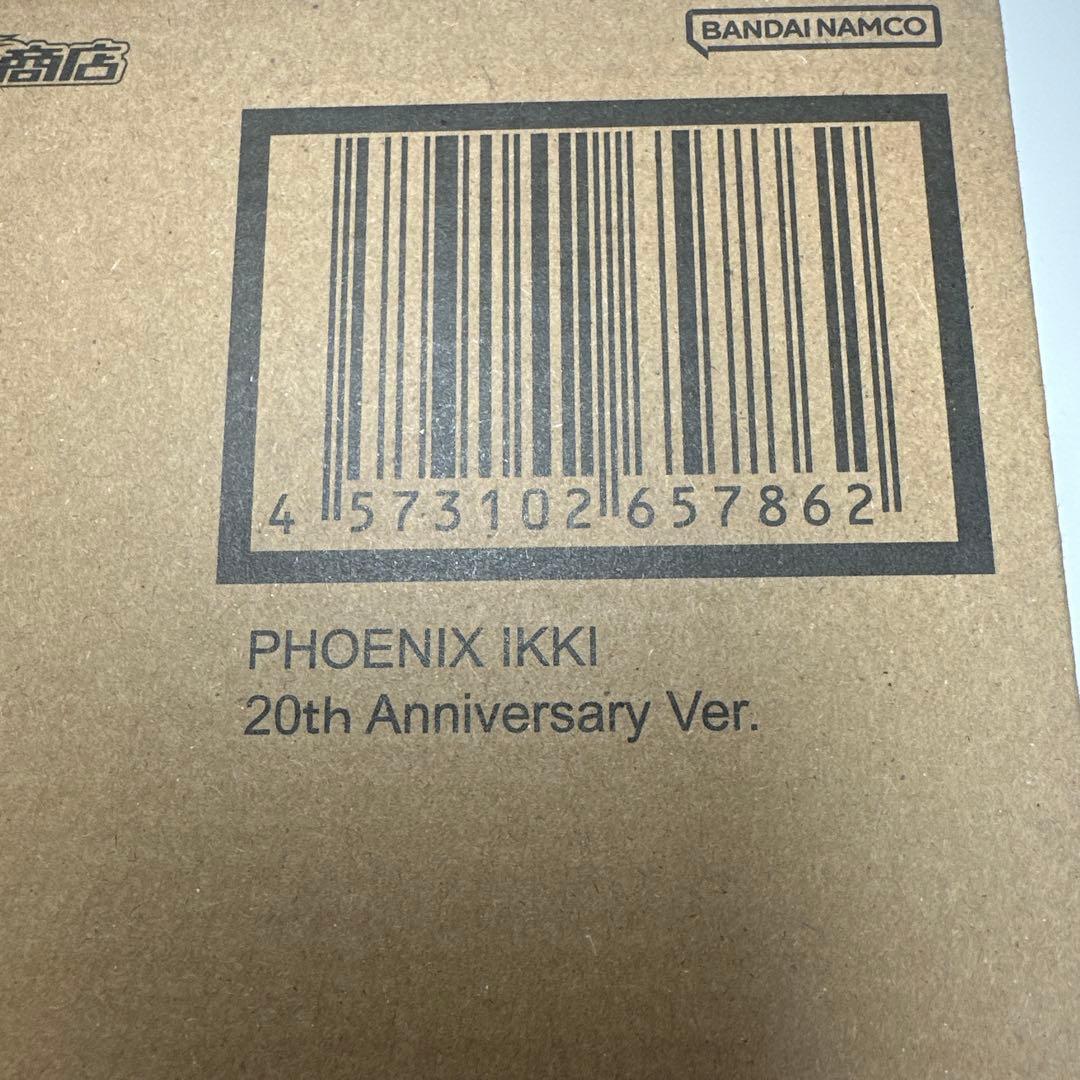 商店
BANDAI NAMCO
4 573102 657862
PHOENIX IKKI
20th Anniversary Ver.